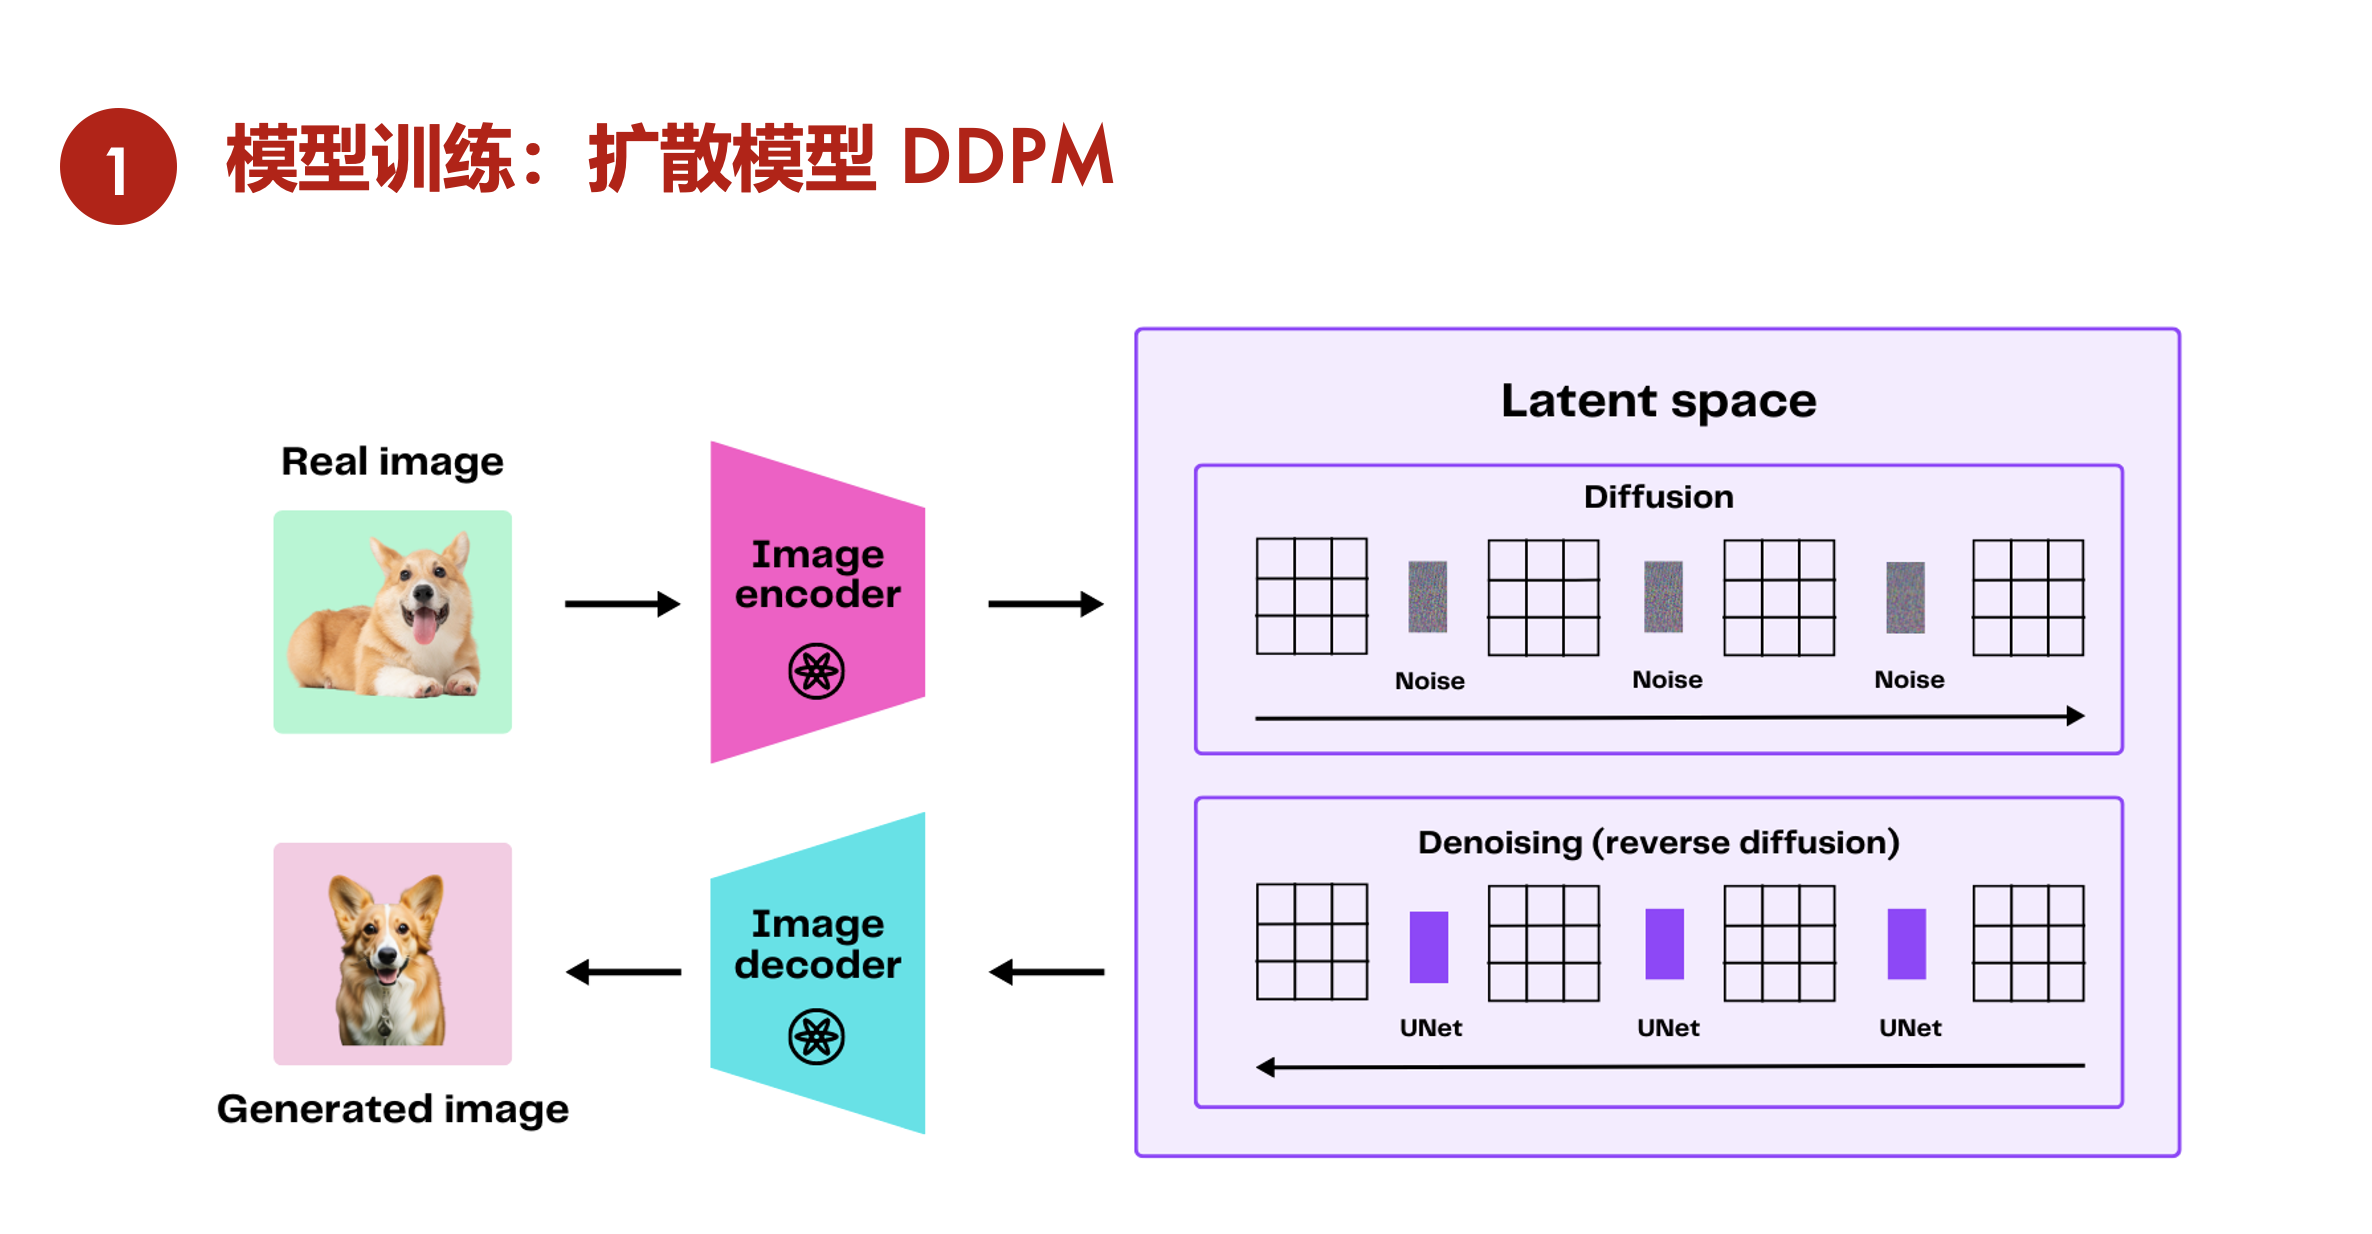 1
模型训练：扩散模型 DDPM
Real image
Image
encoder
Latent space
Diffusion
Noise
Noise
Noise
Denoising (reverse diffusion)
UNet
UNet
UNet
Image
decoder
Generated image